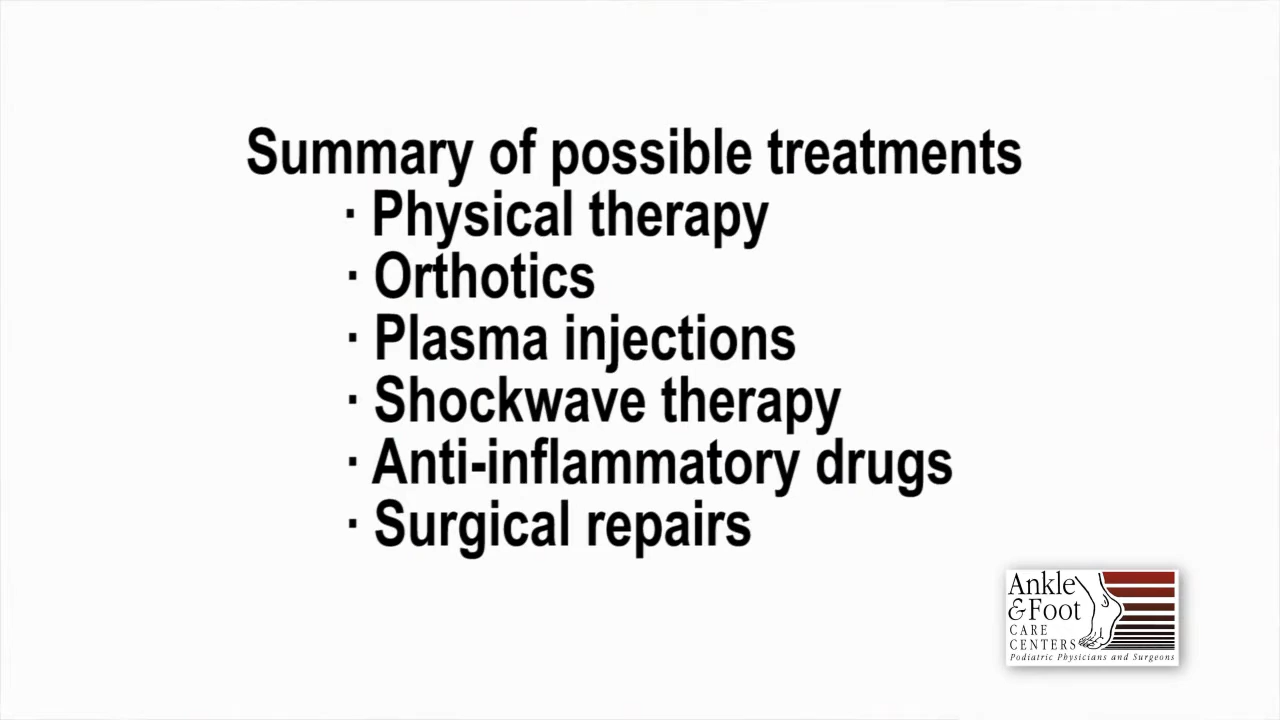 Summary of possible treatments
· Physical therapy
· Orthotics
· Plasma injections
· Shockwave therapy
· Anti-inflammatory drugs
· Surgical repairs
Ankle
&Foot
CARE
CENTERS
Podiatric Physicians and Surgeons